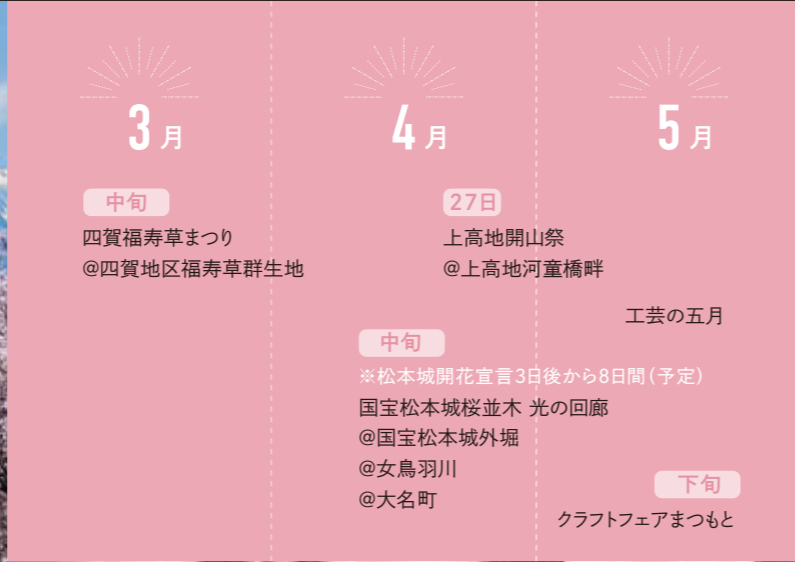 3月
中旬
四賀福寿草まつり
@四賀地区福寿草群生地
4月
27日
上高地開山祭
@上高地河童橋畔
中旬
※松本城開花宣言3日後から8日間(予定)
国宝松本城桜並木 光の回廊
@国宝松本城外堀
@女鳥羽川
@大名町
5月
工芸の五月
下旬
クラフトフェアまつもと